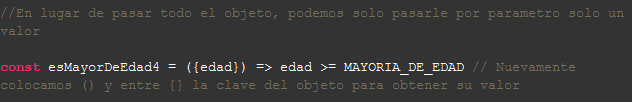 //En lugar de pasar todo el objeto, podemos solo pasarle por parametro solo un
valor
const esMayorDeEdad4 = ({edad}) => edad >= MAYORIA_DE_EDAD // Nuevamente
colocamos () y entre {} la clave del objeto para obtener su valor